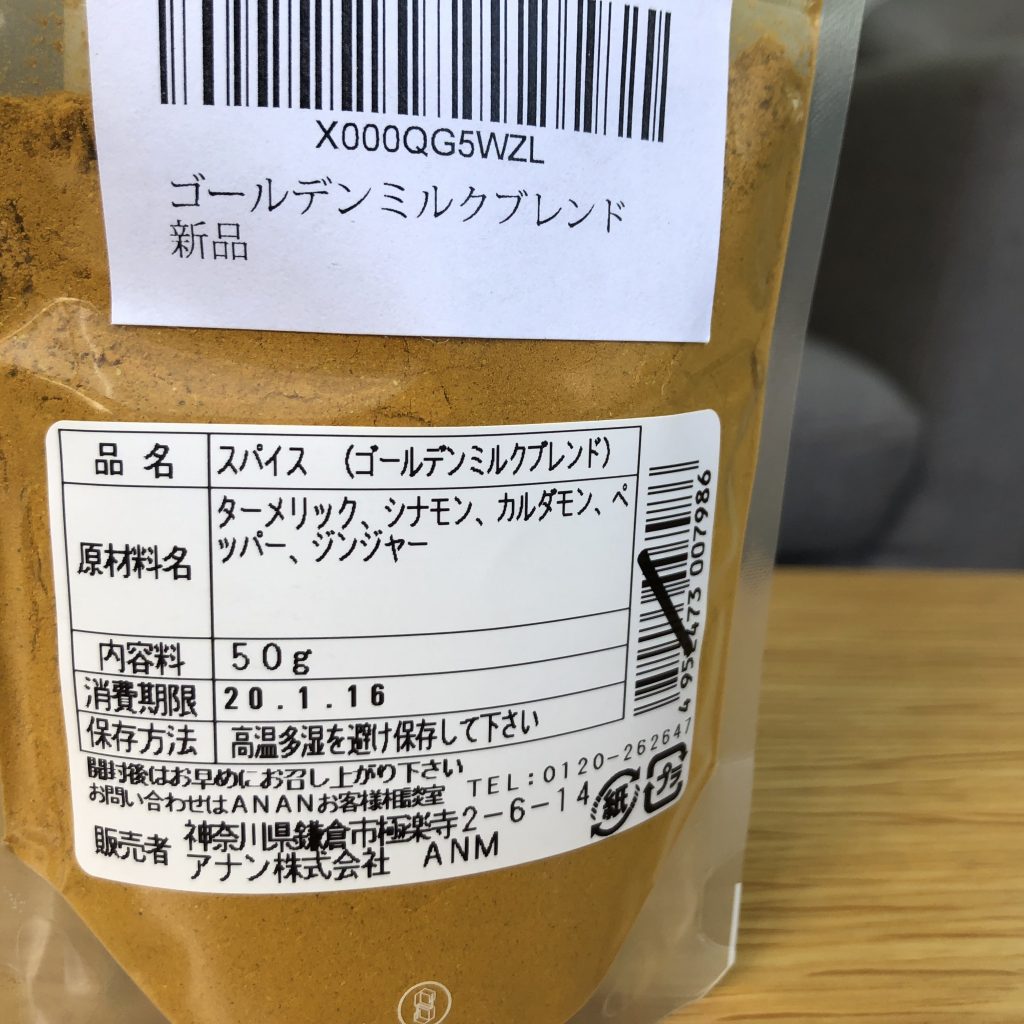 X000QG5WZL
ゴールデンミルクブレンド
新品
品名 スパイス (ゴールデンミルクブレンド)
原材料名 ターメリック、シナモン、カルダモン、ペ
ッパー、ジンジャー
内容料 50g
消費期限 20.1.16
保存方法 高温多湿を避け保存して下さい
開封後はお早めにお召し上がり下さい
お問い合わせはANANお客様相談室 TEL:0120-262647
販売者 神奈川県鎌倉市極楽寺2-6-14
アナン株式会社 ANM
紙
プラ
473 007986